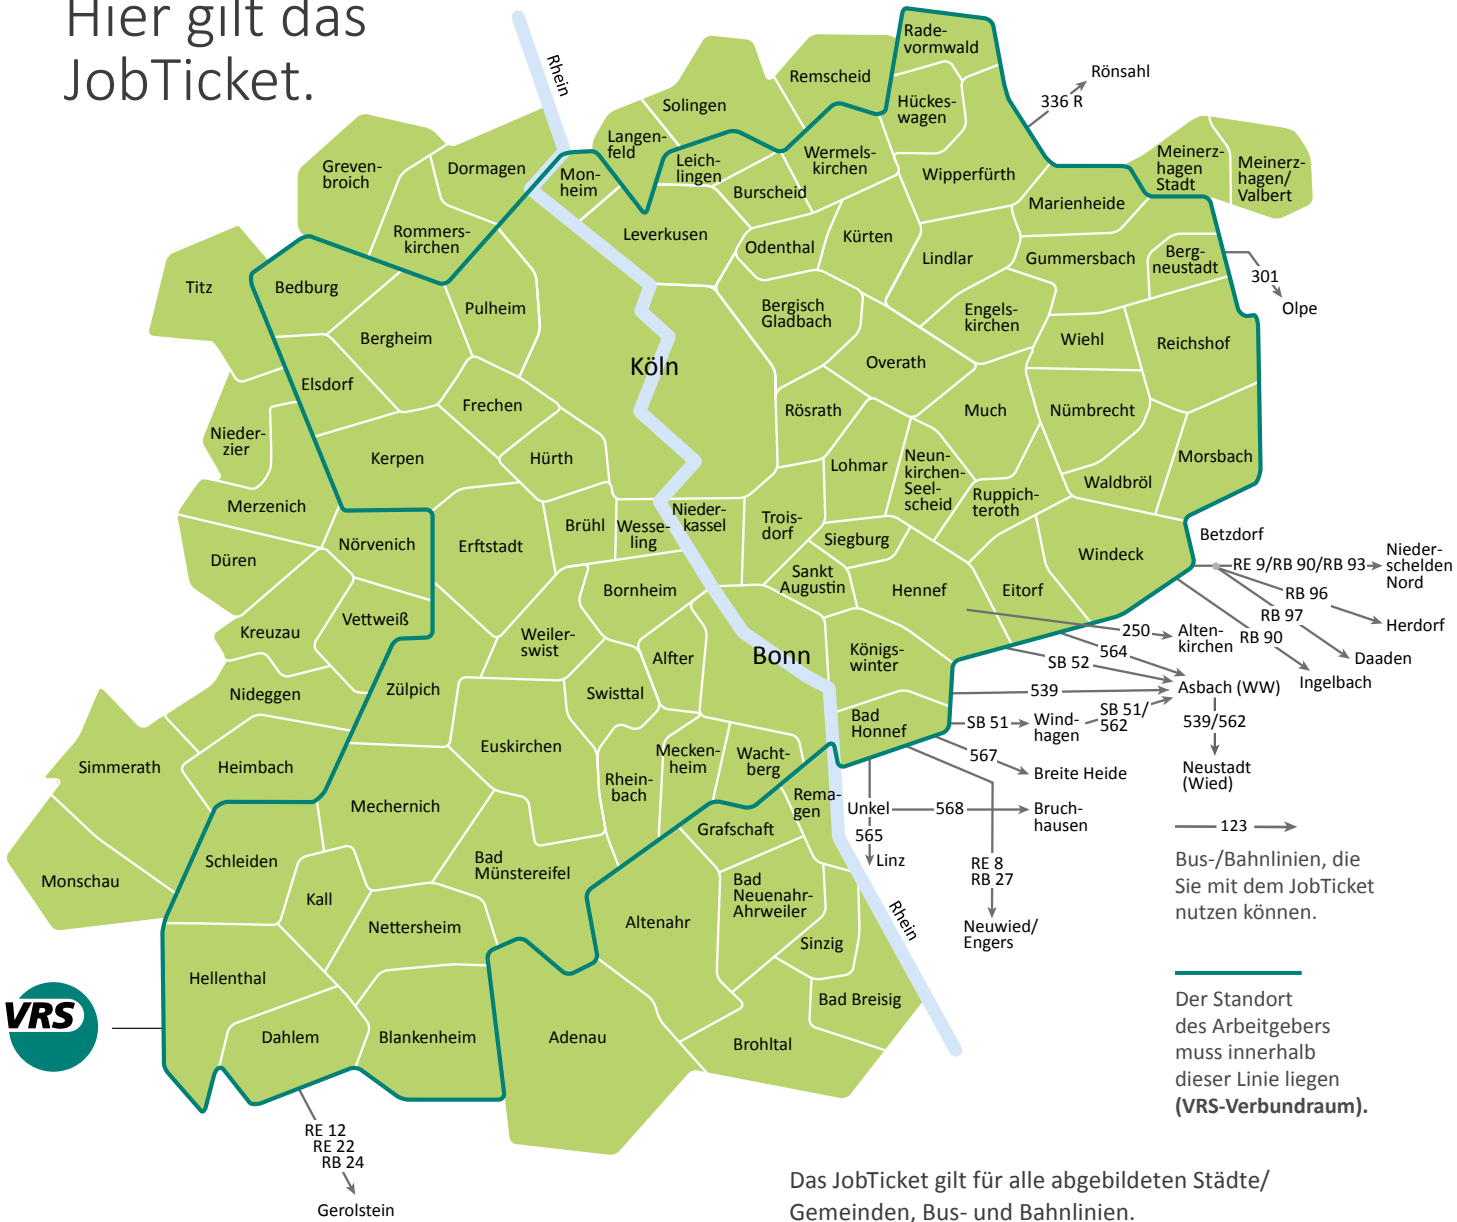 Hier gilt das
JobTicket.
Rhein
Rade-
vormwald
Remscheid
Solingen
Hückes-
wagen
336 R
Rönsahl
Langen-
feld
Leich-
lingen
Wermels-
kirchen
Burscheid
Wipperfürth
Meinerz-
hagen
Stadt
Meinerz-
hagen/
Valbert
Greven-
broich
Dormagen
Mon-
heim
Rommers-
kirchen
Leverkusen
Odenthal
Kürten
Lindlar
Marienheide
Gummersbach
Berg-
neustadt
301
Olpe
Titz
Bedburg
Bergheim
Pulheim
Köln
Bergisch
Gladbach
Engels-
kirchen
Wiehl
Reichshof
Overath
Elsdorf
Frechen
Rösrath
Much
Nümbrecht
Nieder-
zier
Kerpen
Hürth
Lohmar
Neun-
kirchen-
Seel-
scheid
Ruppich-
teroth
Waldbröl
Morsbach
Merzenich
Nörvenich
Erftstadt
Brühl
Wesse-
ling
Nieder-
kassel
Trois-
dorf
Siegburg
Windeck
Düren
Sankt
Augustin
Hennef
Eitorf
Betzdorf
RE 9/RB 90/RB 93
Nieder-
schelden
Nord
RB 96
Herdorf
RB 97
Daaden
RB 90
Ingelbach
Kreuzau
Vettweiß
Bornheim
Weiler-
swist
Alfter
Bonn
Königs-
winter
250
Alten-
kirchen
564
SB 52
539
Asbach (WW)
Nideggen
Zülpich
Swisttal
Bad
Honnef
SB 51
Wind-
hagen
SB 51/
562
539/562
Neustadt
(Wied)
567
Breite Heide
Simmerath
Heimbach
Euskirchen
Mechernich
Rhein-
bach
Mecken-
heim
Wacht-
berg
Rema-
gen
Unkel
568
Bruch-
hausen
565
Linz
RE 8
RB 27
Neuwied/
Engers
Grafschaft
Monschau
Schleiden
Kall
Bad
Münstereifel
Nettersheim
Altenahr
Bad
Neuenahr-
Ahrweiler
Sinzig
Rhein
Hellenthal
Bad Breisig
Dahlem
Blankenheim
Adenau
Brohltal
VRS
RE 12
RE 22
RB 24
Gerolstein
123
Bus-/Bahnlinien, die
Sie mit dem JobTicket
nutzen können.
Der Standort
des Arbeitgebers
muss innerhalb
dieser Linie liegen
(VRS-Verbundraum).
Das JobTicket gilt für alle abgebildeten Städte/
Gemeinden, Bus- und Bahnlinien.